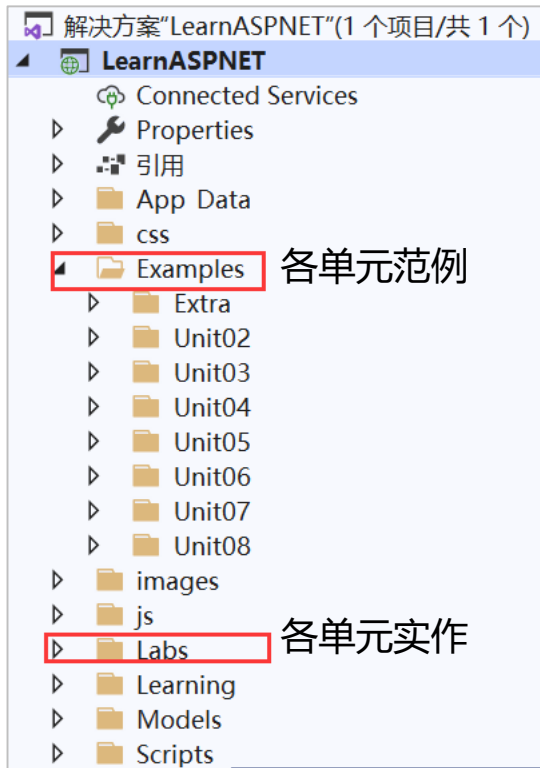 解决方案“LearnASPNET”(1 个项目/共 1 个)
LearnASPNET
Connected Services
Properties
引用
App_Data
css
Examples 各单元范例
Extra
Unit02
Unit03
Unit04
Unit05
Unit06
Unit07
Unit08
images
js
Labs 各单元实作
Learning
Models
Scripts